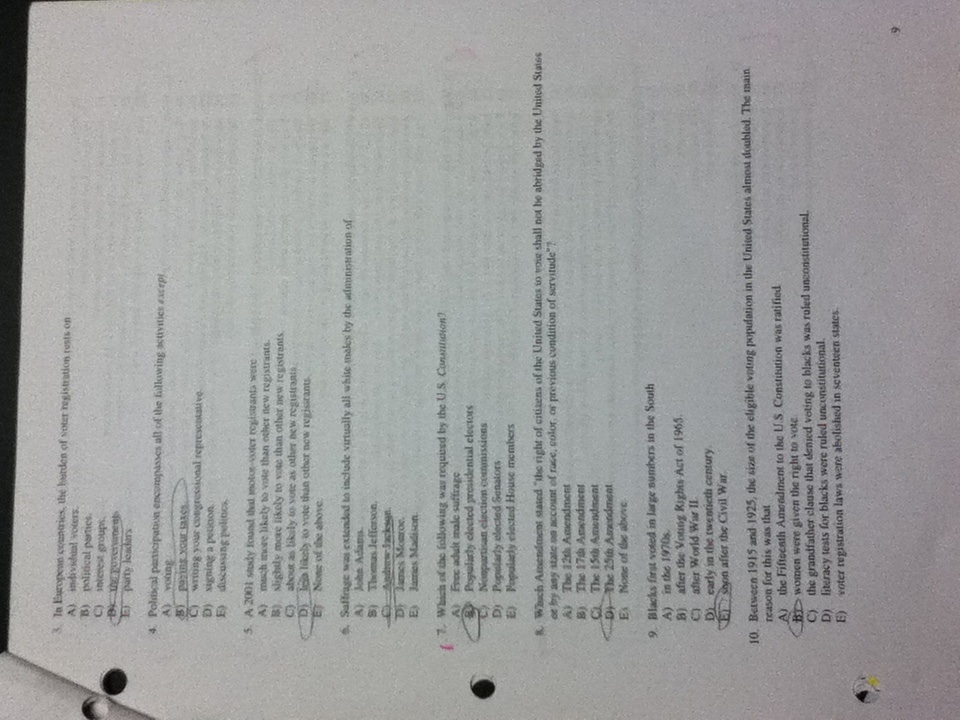 3. In European countries, the burden of voter registration rests on
A) individual voters.
B) political parties.
C) interest groups.
D) the government.
E) party leaders.
4. Political participation encompasses all of the following activities except
A) voting
B) paying your taxes.
C) writing your congressional representative.
D) signing a petition.
E) discussing politics.
5. A 2001 study found that motor-voter registrants were
A) much more likely to vote than other new registrants.
B) slightly more likely to vote than other new registrants.
C) about as likely to vote as other new registrants.
D) less likely to vote than other new registrants.
E) None of the above.
6. Suffrage was extended to include virtually all white males by the administration of
A) John Adams.
B) Thomas Jefferson.
C) Andrew Jackson.
D) James Monroe.
E) James Madison.
7. Which of the following was required by the U.S. Constitution?
A) Free adult male suffrage
B) Popularly elected presidential electors
C) Nonpartisan election commissions
D) Popularly elected Senators
E) Popularly elected House members
8. Which Amendment stated "the right of citizens of the United States to vote shall not be abridged by the United States
or by any state on account of race, color, or previous condition of servitude"?
A) The 12th Amendment
B) The 17th Amendment
C) The 15th Amendment
D) The 25th Amendment
E) None of the above
9. Blacks first voted in large numbers in the South
A) in the 1970s.
B) after the Voting Rights Act of 1965.
C) after World War II.
D) early in the twentieth century.
E) soon after the Civil War.
10. Between 1915 and 1925, the size of the eligible voting population in the United States almost doubled. The main
reason for this was that
A) the Fifteenth Amendment to the U.S. Constitution was ratified.
B) women were given the right to vote.
C) the grandfather clause that denied voting to blacks was ruled unconstitutional.
D) literacy tests for blacks were ruled unconstitutional.
E) voter registration laws were abolished in seventeen states.
9